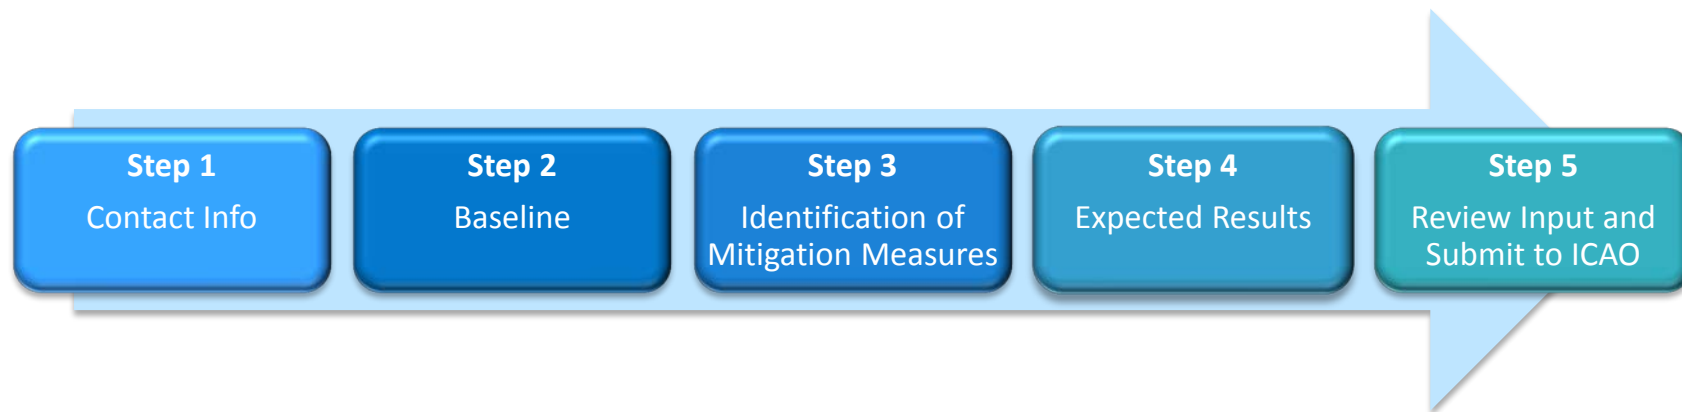 Step 1
Contact Info
Step 2
Baseline
Step 3
Identification of
Mitigation Measures
Step 4
Expected Results
Step 5
Review Input and
Submit to ICAO